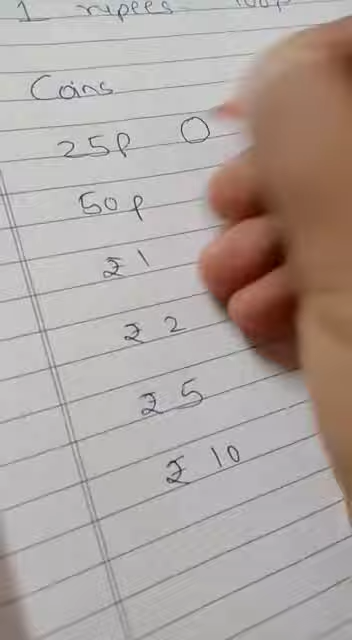 1 rupees 100p
Coins
25p
50p
₹ 1
₹ 2
₹ 5
₹ 10